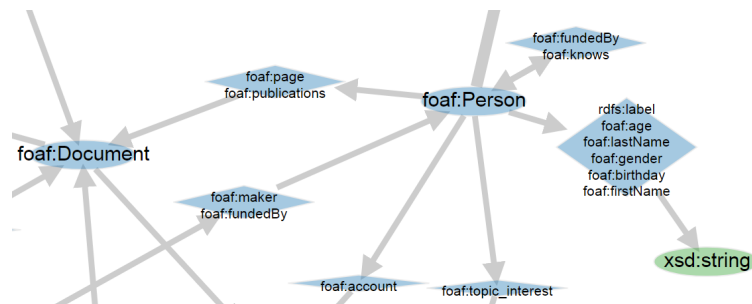 foaf:fundedBy
foaf:knows
foaf:page
foaf:publications
foaf:Person
rdfs:label
foaf:age
foaf:lastName
foaf:gender
foaf:birthday
foaf:firstName
foaf:Document
foaf:maker
foaf:fundedBy
xsd:string
foaf:account
foaf:topic_interest